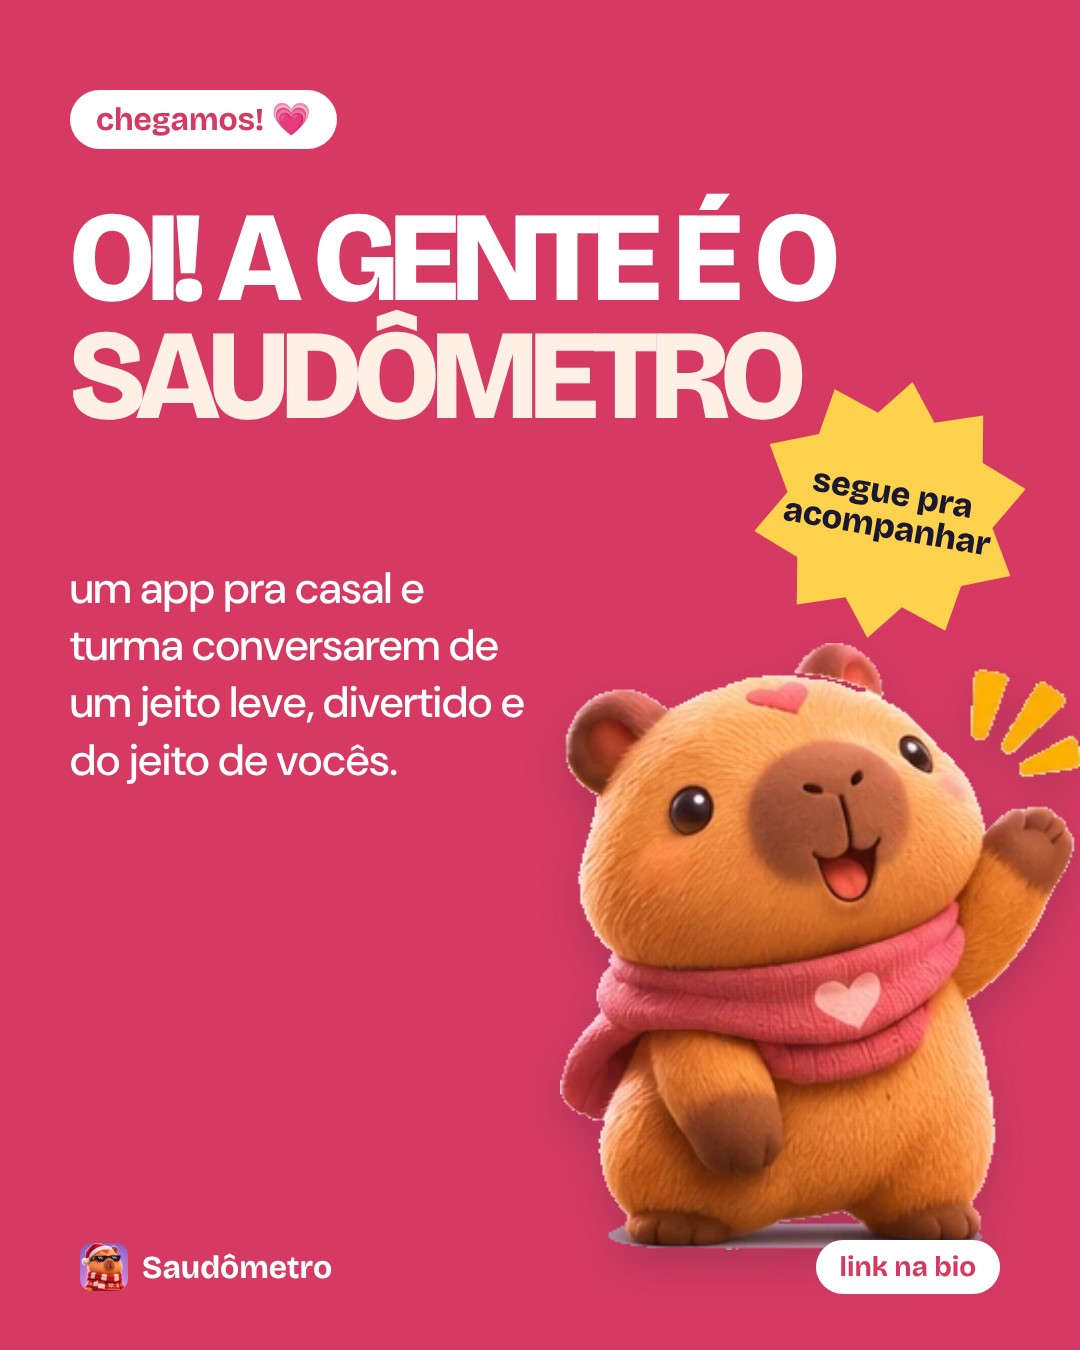 chegamos! 💗
OI! A GENTE É O
SAUDÔMETRO
segue pra
acompanhar
um app pra casal e
turma conversarem de
um jeito leve, divertido e
do jeito de vocês.
Saudômetro
link na bio